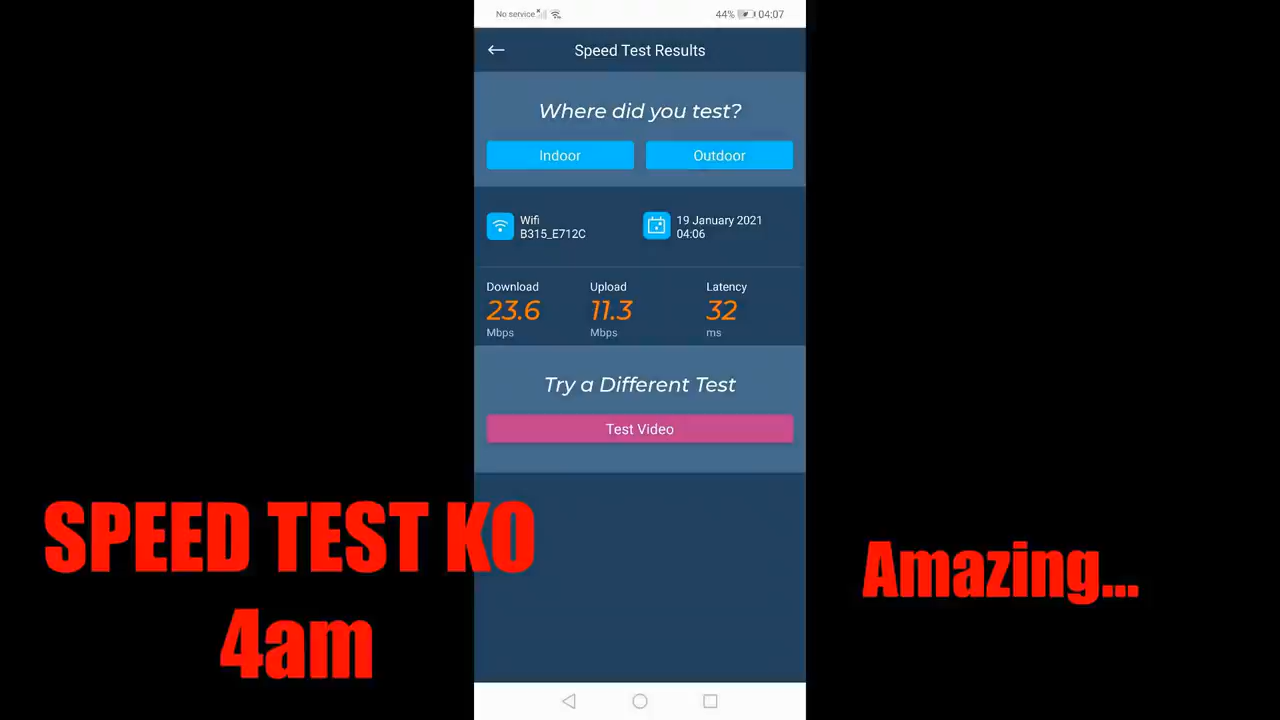 No service
44% 04:07
Speed Test Results
Where did you test?
Indoor Outdoor
Wifi
B315_E712C
19 January 2021
04:06
Download Upload Latency
23.6 11.3 32
Mbps Mbps ms
Try a Different Test
Test Video
SPEED TEST KO
4am
Amazing...